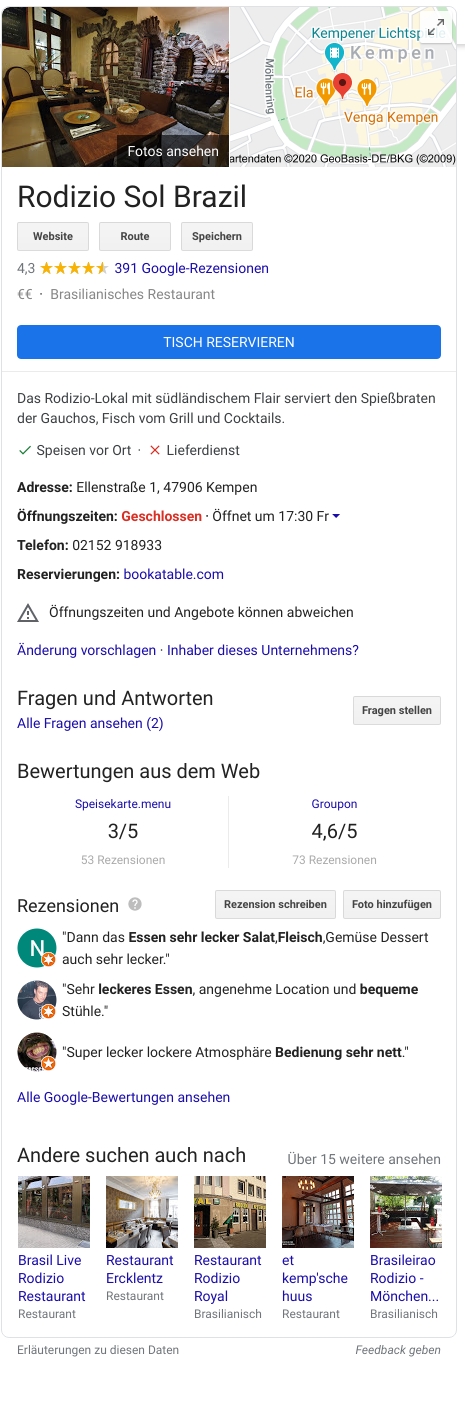 Kempener Lichtspiele
Kempen
Möhlenring
Ela
Venga Kempen
Fotos ansehen
artendaten ©2020 GeoBasis-DE/BKG (©2009)
Rodizio Sol Brazil
Website Route Speichern
4,3 391 Google-Rezensionen
€€ · Brasilianisches Restaurant
TISCH RESERVIEREN
Das Rodizio-Lokal mit südländischem Flair serviert den Spießbraten
der Gauchos, Fisch vom Grill und Cocktails.
Speisen vor Ort · Lieferdienst
Adresse: Ellenstraße 1, 47906 Kempen
Öffnungszeiten: Geschlossen · Öffnet um 17:30 Fr
Telefon: 02152 918933
Reservierungen: bookatable.com
Öffnungszeiten und Angebote können abweichen
Änderung vorschlagen · Inhaber dieses Unternehmens?
Fragen und Antworten
Fragen stellen
Alle Fragen ansehen (2)
Bewertungen aus dem Web
Speisekarte.menu
3/5
53 Rezensionen
Groupon
4,6/5
73 Rezensionen
Rezensionen ? Rezension schreiben Foto hinzufügen
N
"Dann das Essen sehr lecker Salat,Fleisch,Gemüse Dessert
auch sehr lecker."
"Sehr leckeres Essen, angenehme Location und bequeme
Stühle."
"Super lecker lockere Atmosphäre Bedienung sehr nett."
Alle Google-Bewertungen ansehen
Andere suchen auch nach Über 15 weitere ansehen
Brasil Live
Rodizio
Restaurant
Restaurant
Restaurant
Ercklentz
Restaurant
Restaurant
Rodizio
Royal
Brasilianisch
et
kemp'sche
huus
Restaurant
Brasileirao
Rodizio -
Mönchen...
Brasilianisch
Erläuterungen zu diesen Daten Feedback geben